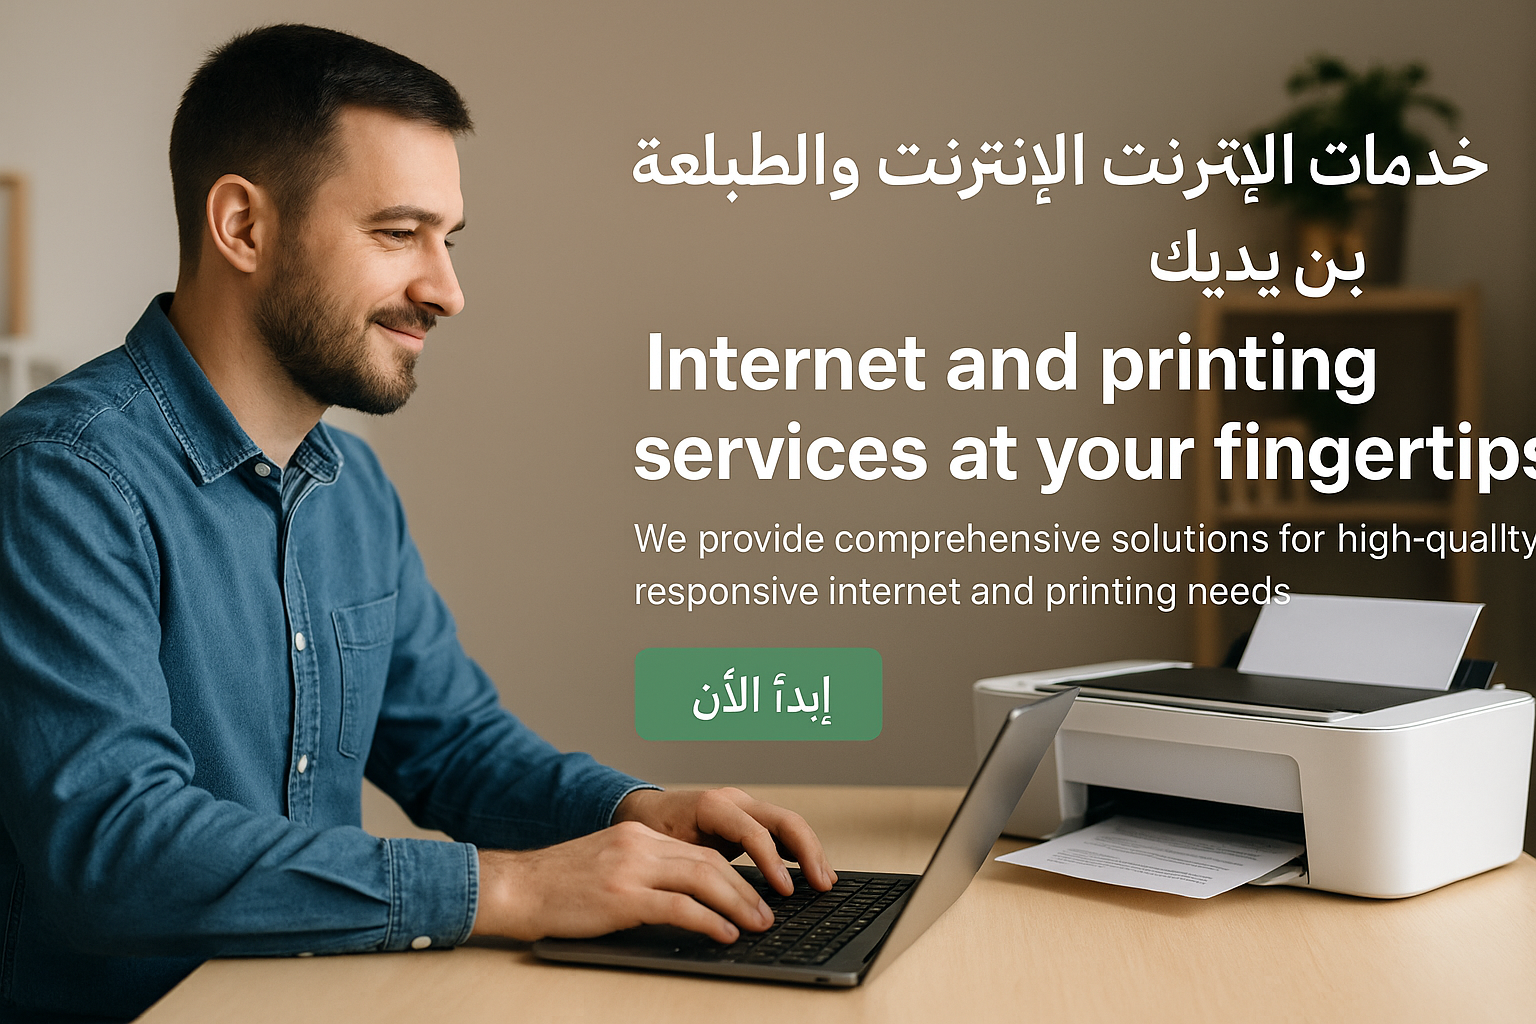 خدمات الإترنت الإنترنت والطبلعة
بن يديك
Internet and printing
services at your fingertips
We provide comprehensive solutions for high-quallty
responsive internet and printing needs
إبدأ الأن